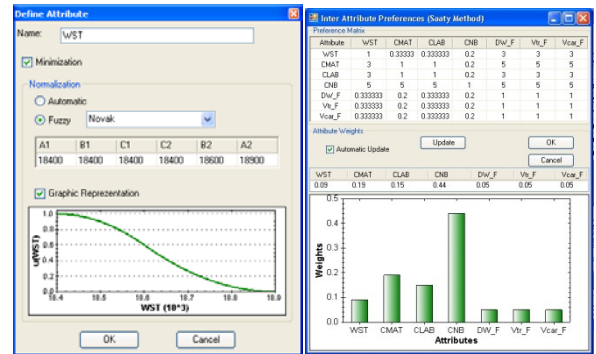 Define Attribute
Name:
WST
Minimization
Normalization
Automatic
Fuzzy
Novak
A1 B1 C1 C2 B2 A2
18400 18400 18400 18400 18600 18900
Graphic Reprezentation
1.0
0.8
0.6
0.4
0.2
0.0
u(WST)
18.4 18.5 18.6 18.7 18.8 18.9
WST (10^3)
OK Cancel
Inter Attribute Preferences (Saaty Method)
Preference Matrix
Attribute WST CMAT CLAB CNB DW_F Vtr_F Vcar_F
WST 1 0.33333 0.33333 0.2 3 3 3
CMAT 3 1 1 0.2 5 5 5
CLAB 3 1 1 0.2 3 3 3
CNB 5 5 5 1 5 5 5
DW_F 0.333333 0.2 0.333333 0.2 1 1 1
Vtr_F 0.333333 0.2 0.333333 0.2 1 1 1
Vcar_F 0.333333 0.2 0.333333 0.2 1 1 1
Attribute Weights
Automatic Update
Update
OK
Cancel
WST CMAT CLAB CNB DW_F Vtr_F Vcar_F
0.09 0.19 0.15 0.44 0.05 0.05 0.05
0.5
0.4
0.3
0.2
0.1
0.0
Weights
WST CMAT CLAB CNB DW_F Vtr_F Vcar_F
Attributes